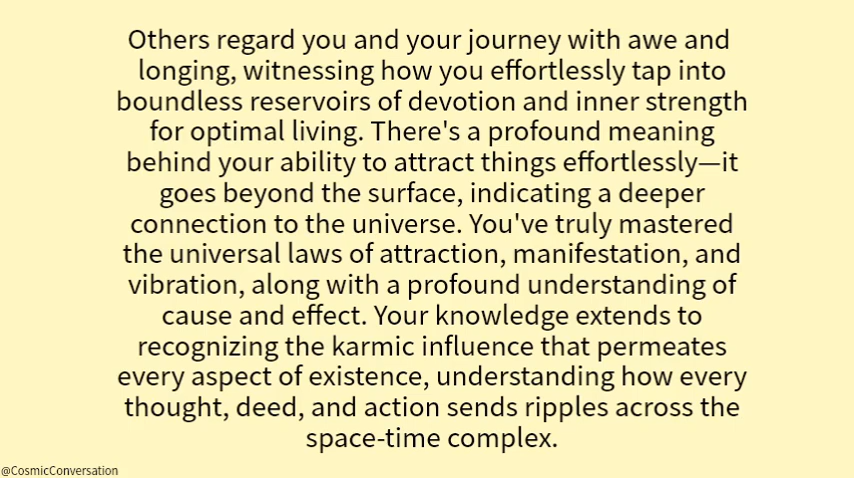 Others regard you and your journey with awe and
longing, witnessing how you effortlessly tap into
boundless reservoirs of devotion and inner strength
for optimal living. There's a profound meaning
behind your ability to attract things effortlessly—it
goes beyond the surface, indicating a deeper
connection to the universe. You've truly mastered
the universal laws of attraction, manifestation, and
vibration, along with a profound understanding of
cause and effect. Your knowledge extends to
recognizing the karmic influence that permeates
every aspect of existence, understanding how every
thought, deed, and action sends ripples across the
space-time complex.
@CosmicConversation